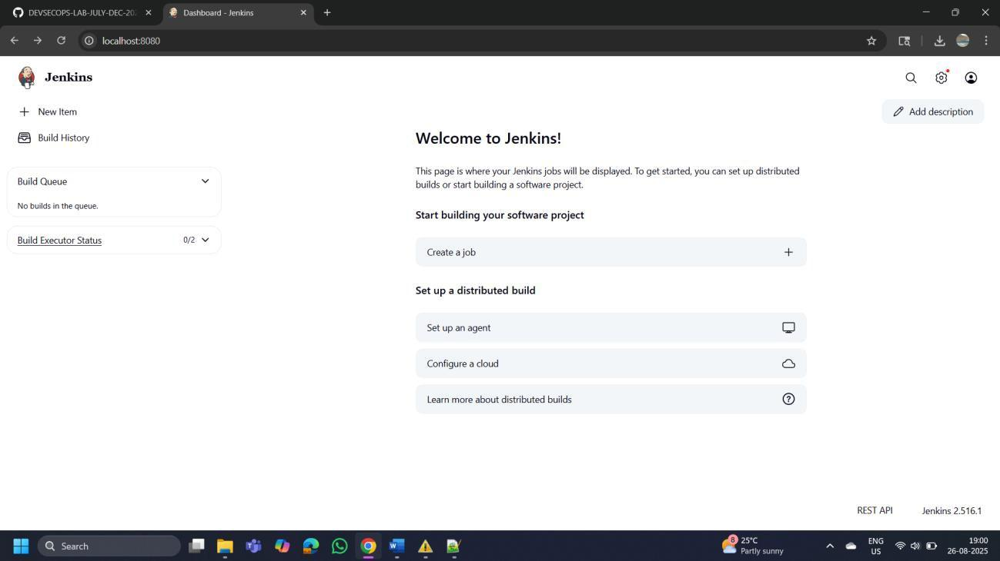 DEVSECOPS-LAB-JULY-DEC-202
Dashboard - Jenkins
localhost:8080
Jenkins
New Item
Add description
Build History
Welcome to Jenkins!
This page is where your Jenkins jobs will be displayed. To get started, you can set up distributed
builds or start building a software project.
Build Queue
No builds in the queue.
Start building your software project
Build Executor Status
0/2
Create a job
Set up a distributed build
Set up an agent
Configure a cloud
Learn more about distributed builds
REST API
Jenkins 2.516.1
Search
8
25°C
Partly sunny
ENG
US
19:00
26-08-2025